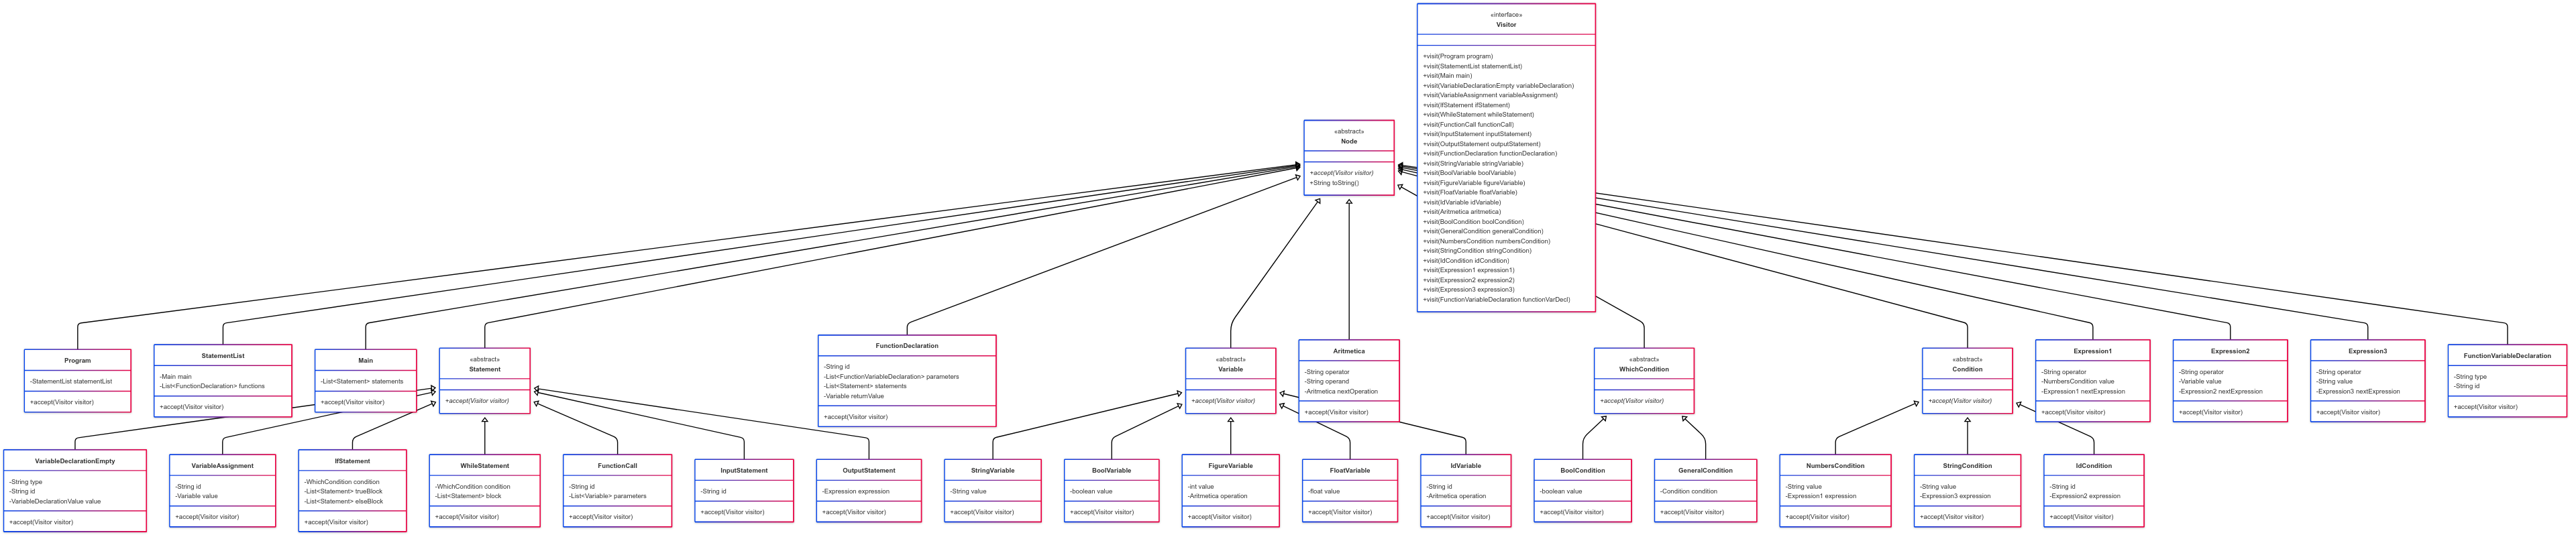 «interface»
Visitor
+visit(Program program)
+visit(StatementList statementList)
+visit(Main main)
+visit(VariableDeclarationEmpty variableDeclaration)
+visit(VariableAssignment variableAssignment)
+visit(IfStatement ifStatement)
+visit(WhileStatement whileStatement)
+visit(FunctionCall functionCall)
+visit(InputStatement inputStatement)
+visit(OutputStatement outputStatement)
+visit(FunctionDeclaration functionDeclaration)
+visit(StringVariable stringVariable)
+visit(BoolVariable boolVariable)
+visit(FigureVariable figureVariable)
+visit(FloatVariable floatVariable)
+visit(IdVariable idVariable)
+visit(Aritmetica aritmetica)
+visit(BoolCondition boolCondition)
+visit(GeneralCondition generalCondition)
+visit(NumbersCondition numbersCondition)
+visit(StringCondition stringCondition)
+visit(IdCondition idCondition)
+visit(Expression1 expression1)
+visit(Expression2 expression2)
+visit(Expression3 expression3)
+visit(FunctionVariableDeclaration functionVarDecl)
«abstract»
Node
+accept(Visitor visitor)
+String toString()
Program
-StatementList statementList
+accept(Visitor visitor)
StatementList
-Main main
-List<FunctionDeclaration> functions
+accept(Visitor visitor)
Main
-List<Statement> statements
+accept(Visitor visitor)
«abstract»
Statement
+accept(Visitor visitor)
FunctionDeclaration
-String id
-List<FunctionVariableDeclaration> parameters
-List<Statement> statements
-Variable returnValue
+accept(Visitor visitor)
«abstract»
Variable
+accept(Visitor visitor)
Aritmetica
-String operator
-String operand
-Aritmetica nextOperation
+accept(Visitor visitor)
«abstract»
WhichCondition
+accept(Visitor visitor)
«abstract»
Condition
+accept(Visitor visitor)
Expression1
-String operator
-NumbersCondition value
-Expression1 nextExpression
+accept(Visitor visitor)
Expression2
-String operator
-Variable value
-Expression2 nextExpression
+accept(Visitor visitor)
Expression3
-String operator
-String value
-Expression3 nextExpression
+accept(Visitor visitor)
FunctionVariableDeclaration
-String type
-String id
+accept(Visitor visitor)
VariableDeclarationEmpty
-String type
-String id
-VariableDeclarationValue value
+accept(Visitor visitor)
VariableAssignment
-String id
-Variable value
+accept(Visitor visitor)
IfStatement
-WhichCondition condition
-List<Statement> trueBlock
-List<Statement> elseBlock
+accept(Visitor visitor)
WhileStatement
-WhichCondition condition
-List<Statement> block
+accept(Visitor visitor)
FunctionCall
-String id
-List<Variable> parameters
+accept(Visitor visitor)
InputStatement
-String id
+accept(Visitor visitor)
OutputStatement
-Expression expression
+accept(Visitor visitor)
StringVariable
-String value
+accept(Visitor visitor)
BoolVariable
-boolean value
+accept(Visitor visitor)
FigureVariable
-int value
-Aritmetica operation
+accept(Visitor visitor)
FloatVariable
-float value
+accept(Visitor visitor)
IdVariable
-String id
-Aritmetica operation
+accept(Visitor visitor)
BoolCondition
-boolean value
+accept(Visitor visitor)
GeneralCondition
-Condition condition
+accept(Visitor visitor)
NumbersCondition
-String value
-Expression1 expression
+accept(Visitor visitor)
StringCondition
-String value
-Expression3 expression
+accept(Visitor visitor)
IdCondition
-String id
-Expression2 expression
+accept(Visitor visitor)